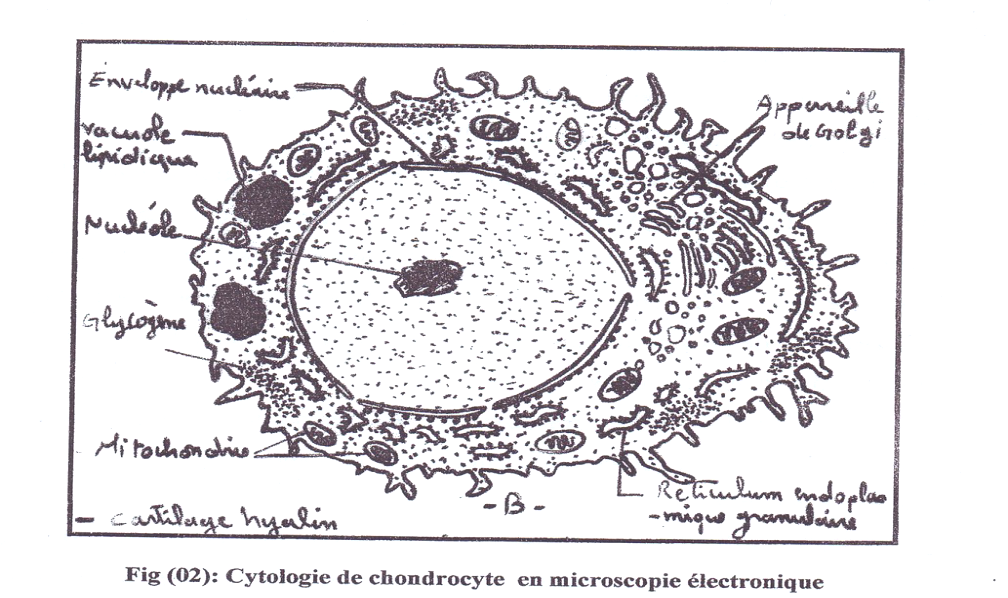 Enveloppe nucléaire
Appareille
de Golgi
vacuole
lipidique
Nucléole
Glycogène
Mitochondrie
Reticulum endoplas
-mique granulaire
- B -
- Cartilage hyalin
Fig (02): Cytologie de chondrocyte en microscopie électronique